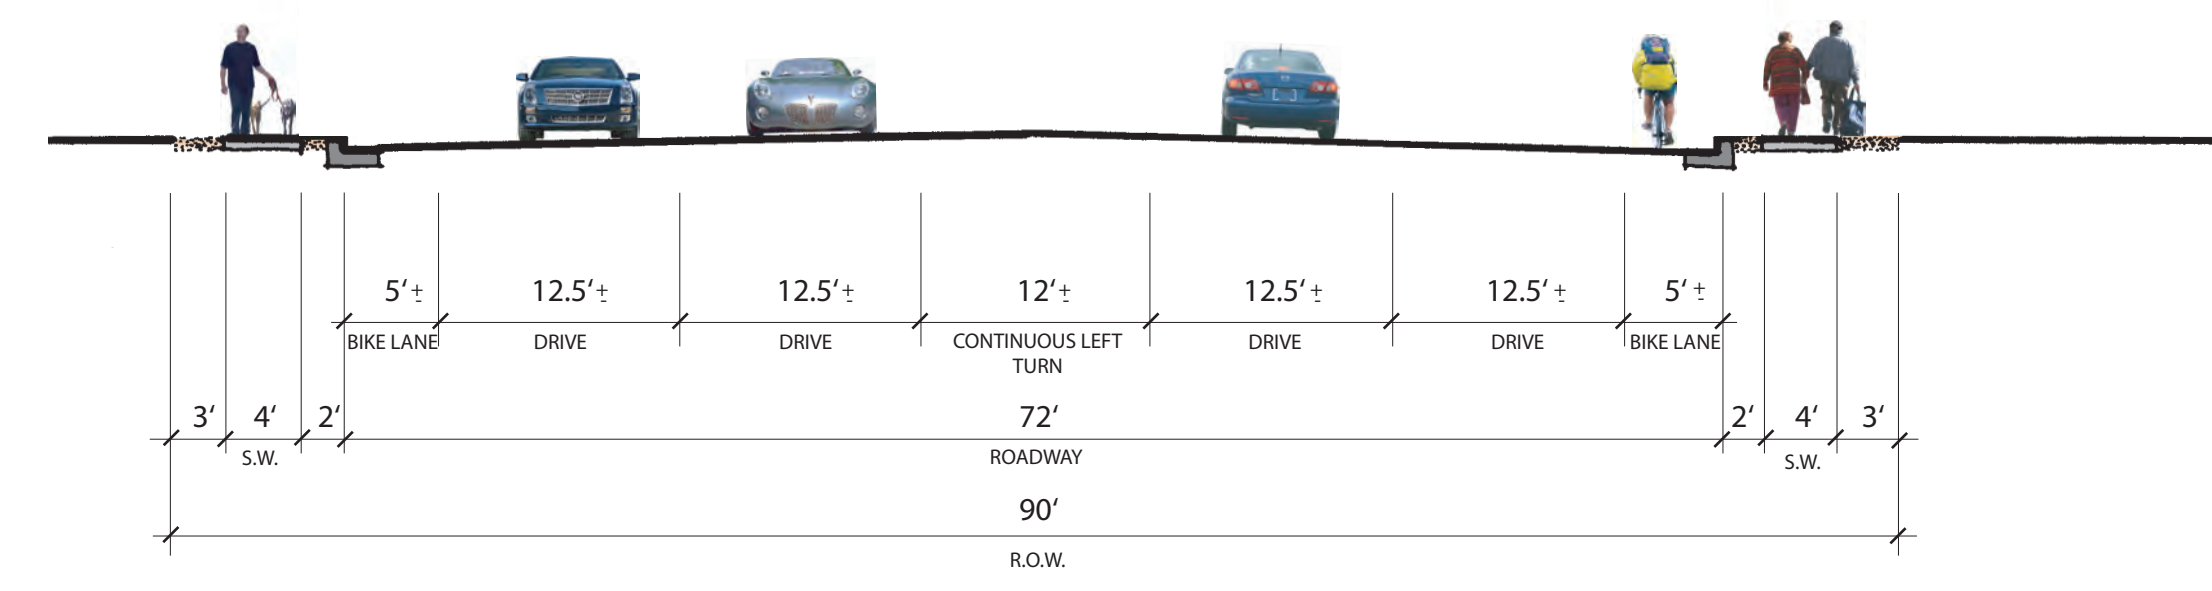 5‘±
12.5‘±
12.5‘±
12‘±
12.5‘±
12.5‘±
5‘±
BIKE LANE
DRIVE
DRIVE
CONTINUOUS LEFT
TURN
DRIVE
DRIVE
BIKE LANE
3‘
4‘
2‘
72‘
2‘
4‘
3‘
S.W.
ROADWAY
S.W.
90‘
R.O.W.